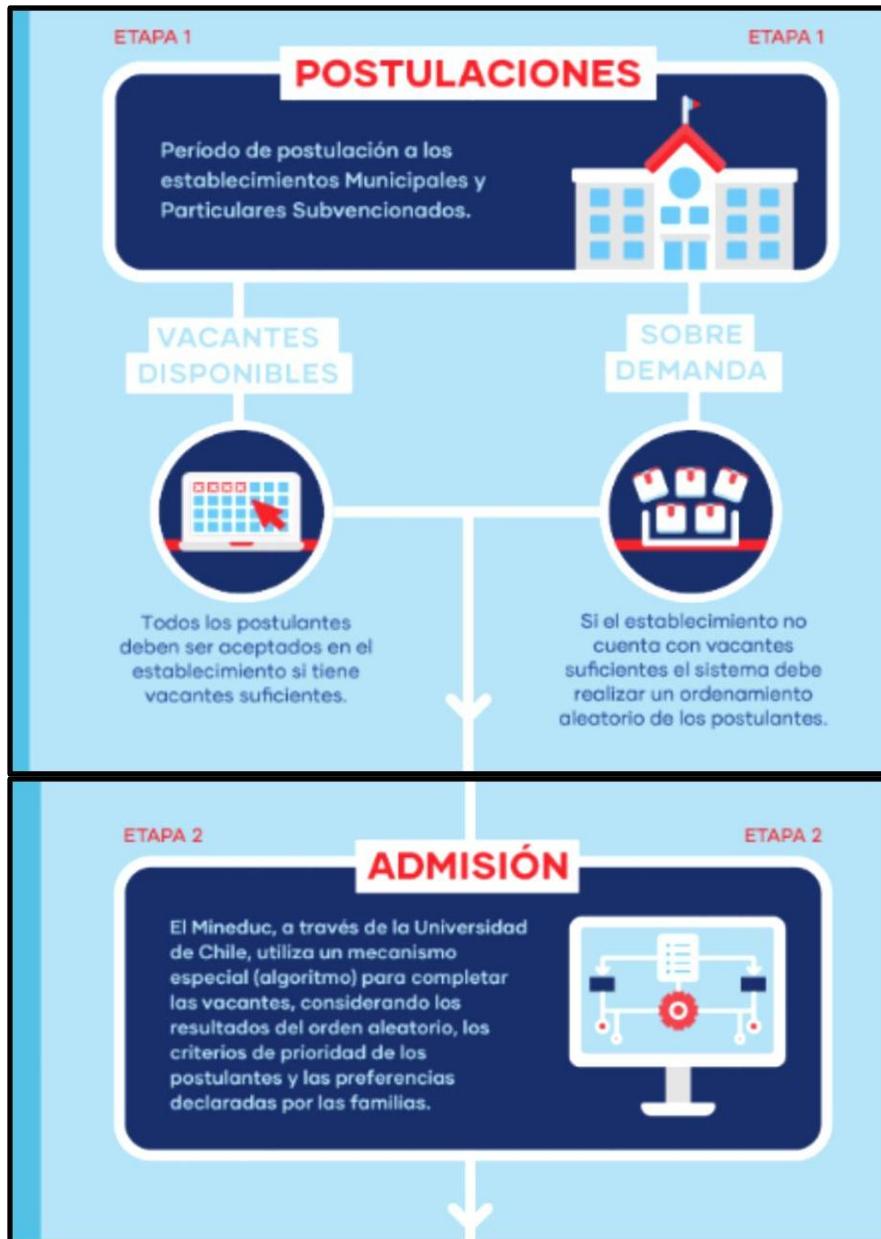 ETAPA 1
ETAPA 1
POSTULACIONES
Período de postulación a los
establecimientos Municipales y
Particulares Subvencionados.
VACANTES
DISPONIBLES
SOBRE
DEMANDA
Todos los postulantes
deben ser aceptados en el
establecimiento si tiene
vacantes suficientes.
Si el establecimiento no
cuenta con vacantes
suficientes el sistema debe
realizar un ordenamiento
aleatorio de los postulantes.
ETAPA 2
ETAPA 2
ADMISIÓN
El Mineduc, a través de la Universidad
de Chile, utiliza un mecanismo
especial (algoritmo) para completar
las vacantes, considerando los
resultados del orden aleatorio, los
criterios de prioridad de los
postulantes y las preferencias
declaradas por las familias.